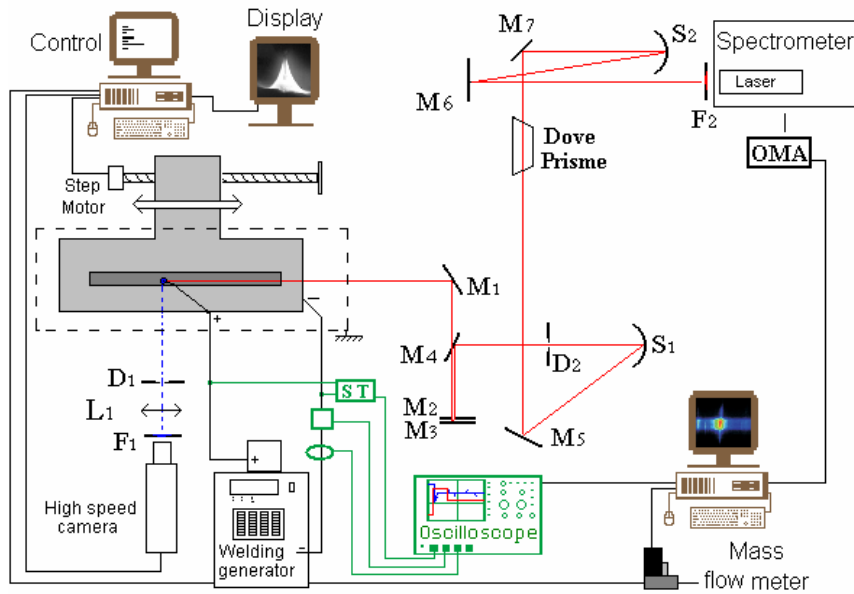 Control
Display
M7
S2
Spectrometer
Laser
M6
F2
OMA
Dove
Prisme
Step
Motor
M1
+
−
D1
L1
F1
M4
D2
S1
M2
M3
M5
ST
High speed
camera
+
Welding
generator
−
Oscilloscope
Mass
flow meter